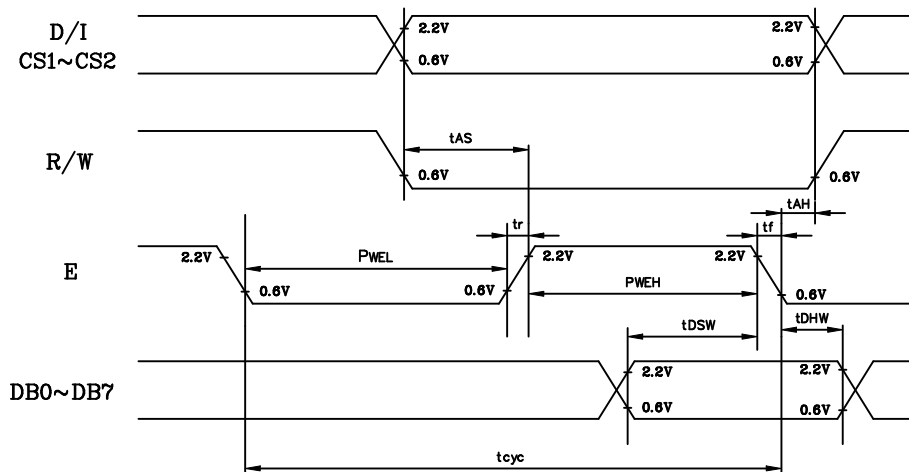 D/I
CS1~CS2
2.2V 2.2V
0.6V 0.6V
R/W
tAS
0.6V 0.6V
tAH
tr tf
E
2.2V PWEL 2.2V 2.2V
0.6V 0.6V PWEH 0.6V
tDSW tDHW
DB0~DB7
2.2V 2.2V
0.6V 0.6V
tcyc